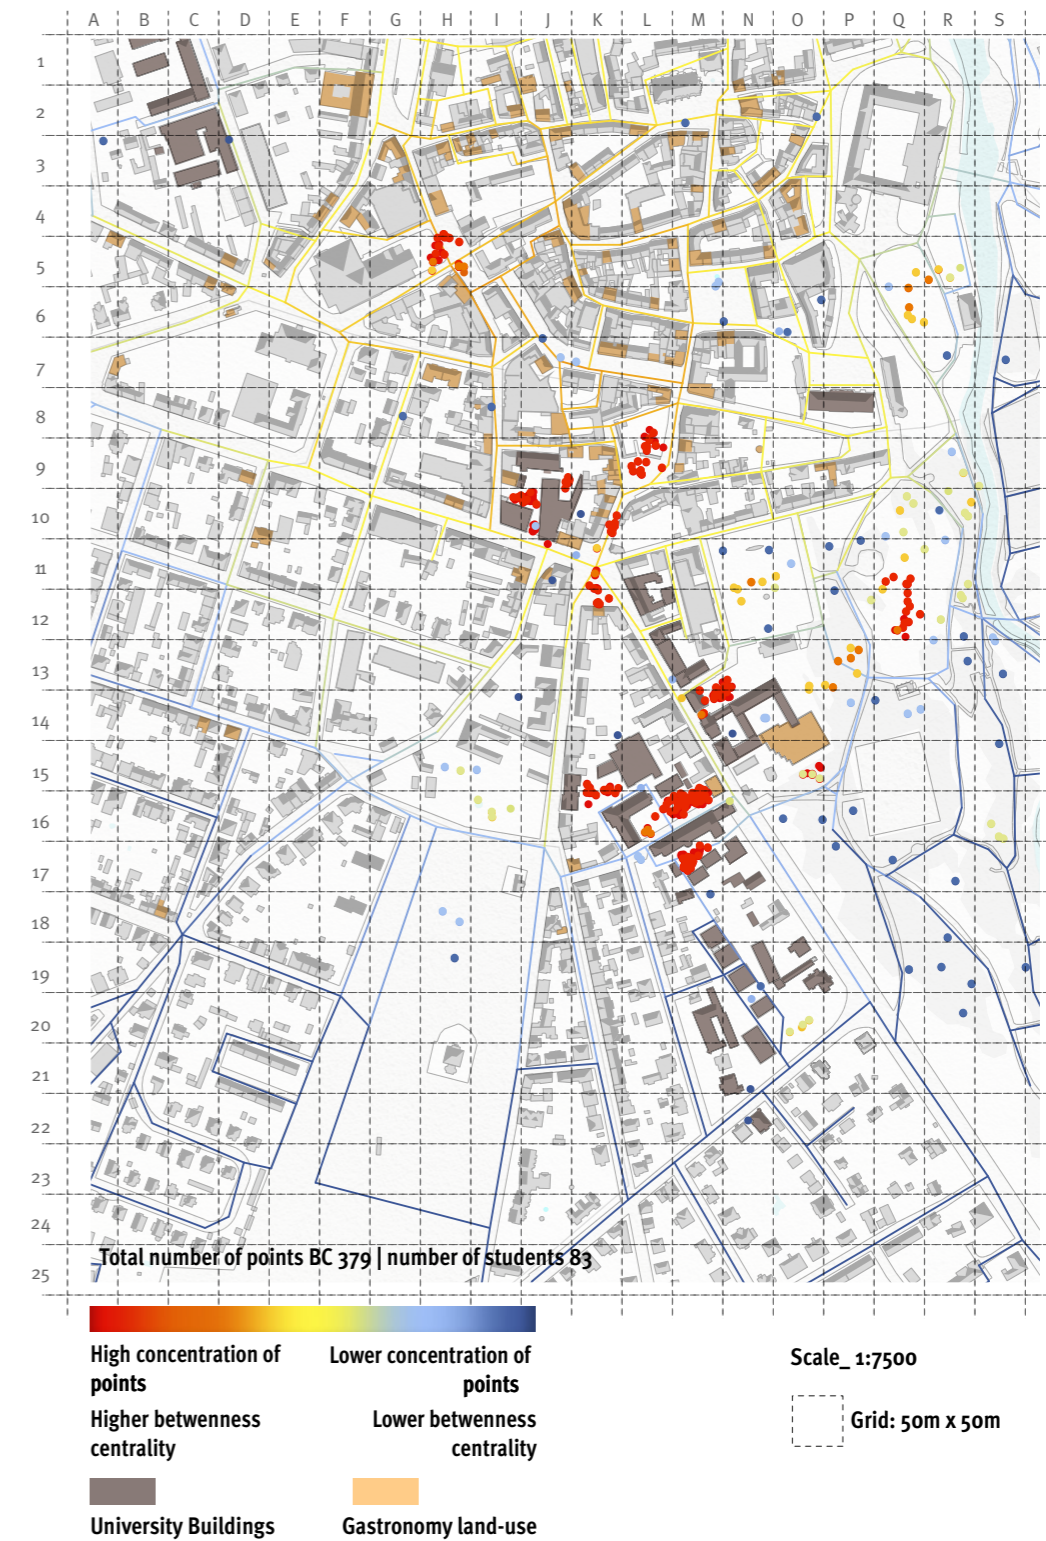 A B C D E F G H I J K L M N O P Q R S
1
2
3
4
5
6
7
8
9
10
11
12
13
14
15
16
17
18
19
20
21
22
23
24
25
Total number of points BC 379 | number of students 83
High concentration of
points
Lower concentration of
points
Higher betwenness
centrality
Lower betwenness
centrality
University Buildings
Gastronomy land-use
Scale_ 1:7500
Grid: 50m x 50m